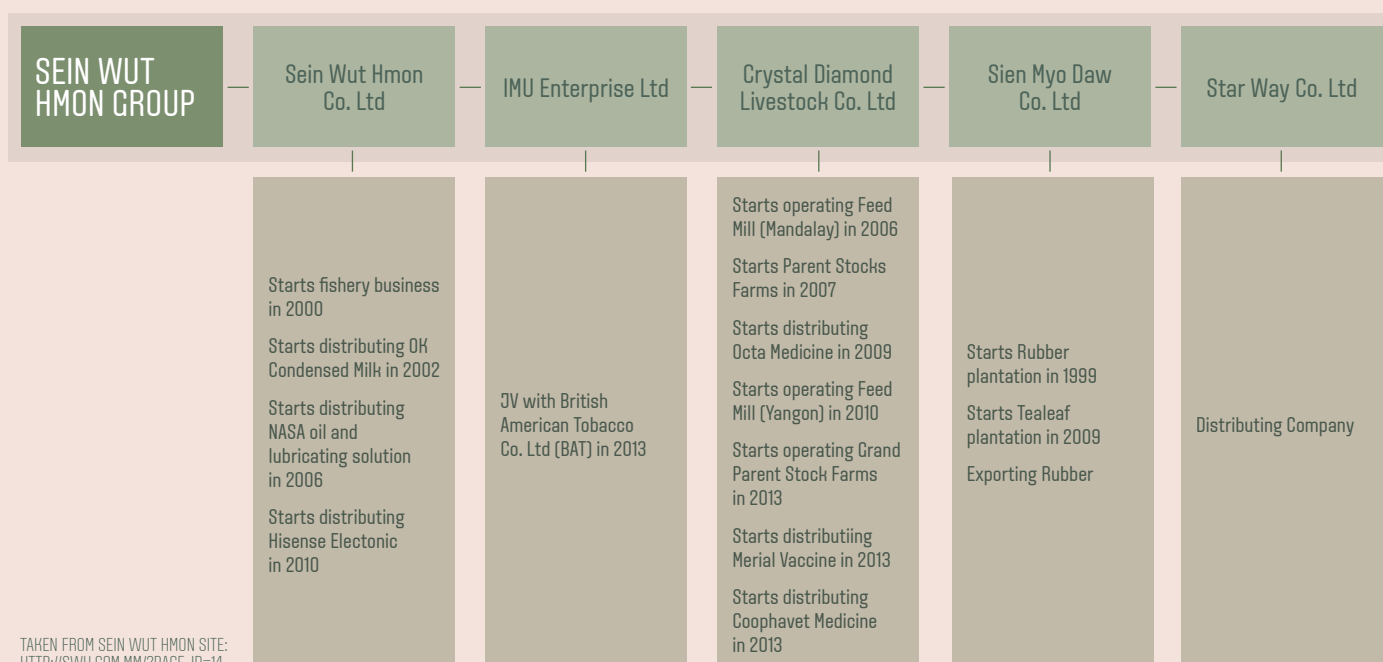 SEIN WUT
HMON GROUP
Sein Wut Hmon
Co. Ltd
IMU Enterprise Ltd
Crystal Diamond
Livestock Co. Ltd
Sien Myo Daw
Co. Ltd
Star Way Co. Ltd
Starts fishery business
in 2000
Starts distributing OK
Condensed Milk in 2002
Starts distributing
NASA oil and
lubricating solution
in 2006
Starts distributing
Hisense Electonic
in 2010
JV with British
American Tobacco
Co. Ltd (BAT) in 2013
Starts operating Feed
Mill (Mandalay) in 2006
Starts Parent Stocks
Farms in 2007
Starts distributing
Octa Medicine in 2009
Starts operating Feed
Mill (Yangon) in 2010
Starts operating Grand
Parent Stock Farms
in 2013
Starts distributiing
Merial Vaccine in 2013
Starts distributing
Coophavet Medicine
in 2013
Starts Rubber
plantation in 1999
Starts Tealeaf
plantation in 2009
Exporting Rubber
Distributing Company
TAKEN FROM SEIN WUT HMON SITE: